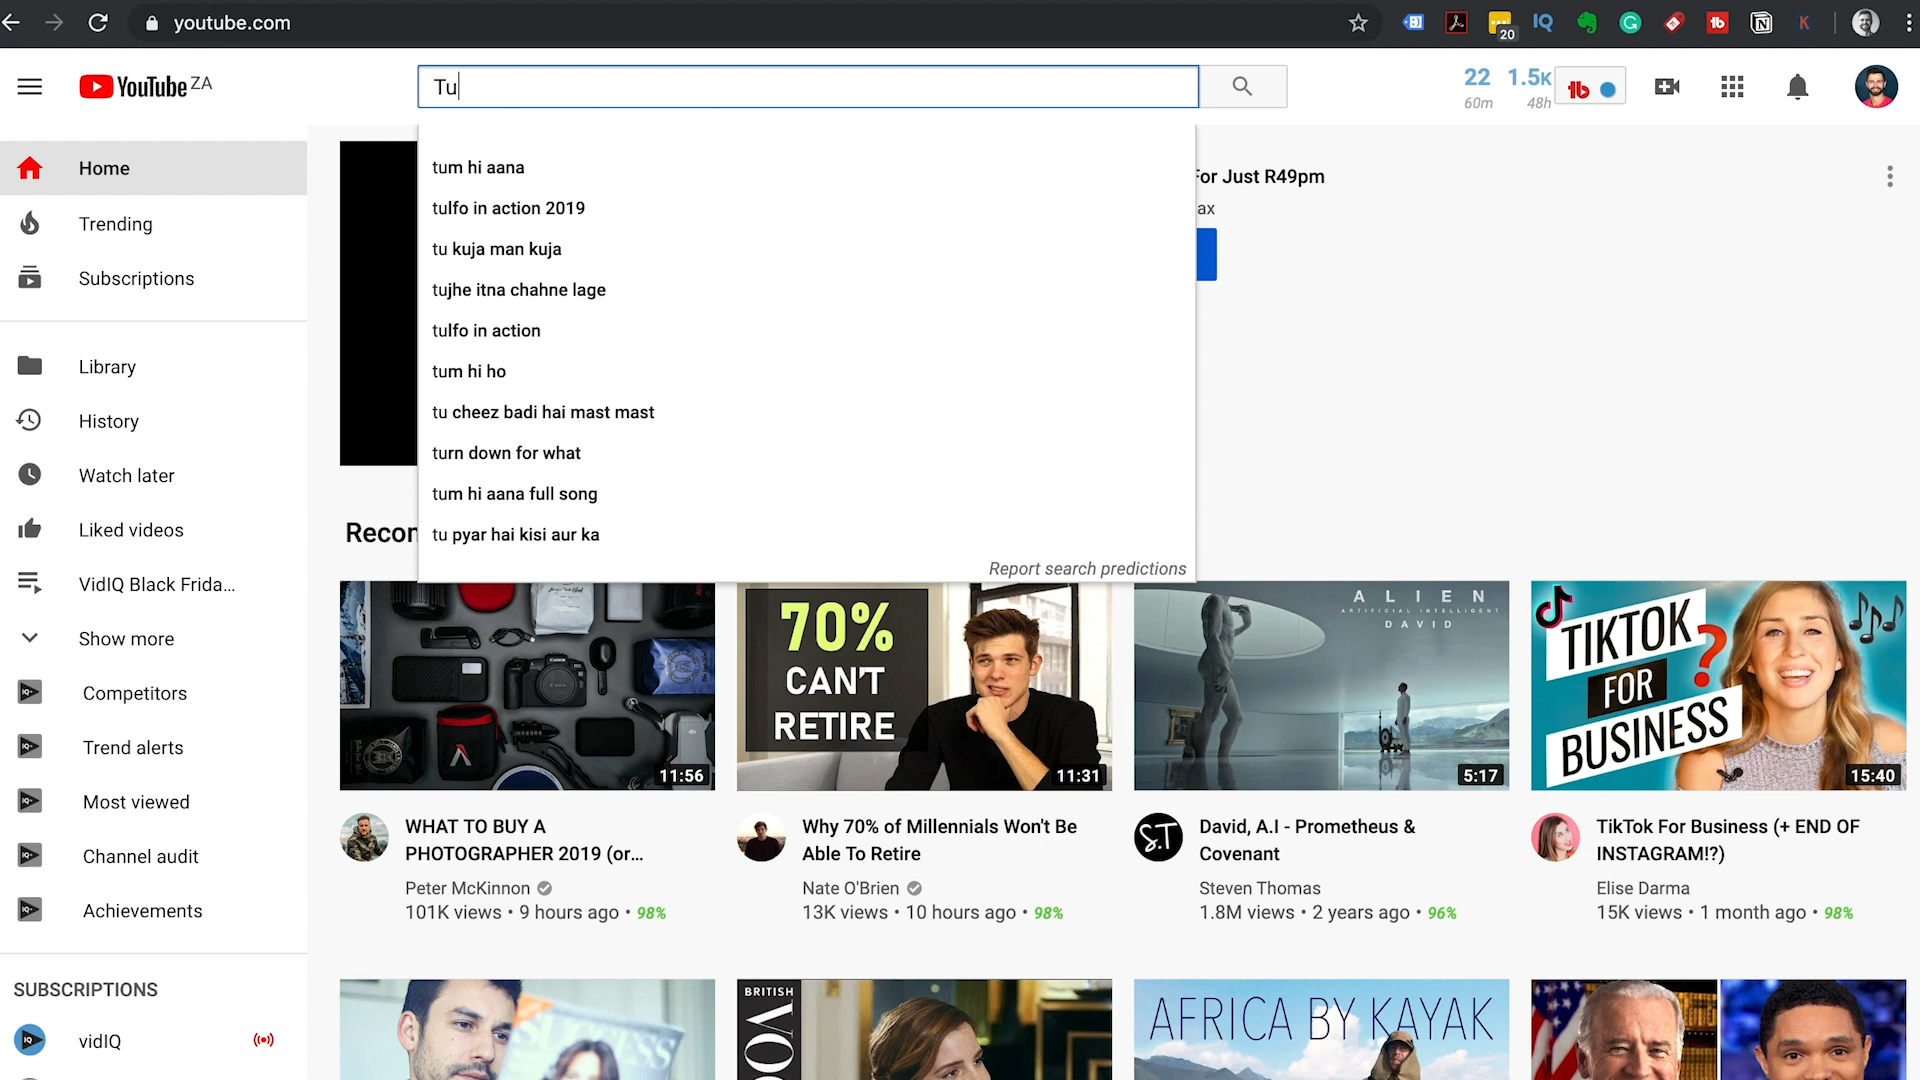 youtube.com
20
IQ
YouTube ZA
Tu
22 1.5K
60m 48h
tum hi aana
tulfo in action 2019
tu kuja man kuja
tujhe itna chahne lage
tulfo in action
tum hi ho
tu cheez badi hai mast mast
turn down for what
tum hi aana full song
tu pyar hai kisi aur ka
Report search predictions
For Just R49pm
ax
Home
Trending
Subscriptions
Library
History
Watch later
Liked videos
VidIQ Black Frida...
Show more
Competitors
Trend alerts
Most viewed
Channel audit
Achievements
SUBSCRIPTIONS
vidIQ
Recon
11:56
WHAT TO BUY A
PHOTOGRAPHER 2019 (or...
Peter McKinnon
101K views • 9 hours ago • 98%
70%
CAN'T
RETIRE
11:31
Why 70% of Millennials Won't Be
Able To Retire
Nate O'Brien
13K views • 10 hours ago • 98%
ALIEN
ARTIFICIAL INTELLIGENT
DAVID
5:17
S.T
David, A.I - Prometheus &
Covenant
Steven Thomas
1.8M views • 2 years ago • 96%
TIKTOK
FOR
BUSINESS
?
15:40
TikTok For Business (+ END OF
INSTAGRAM!?)
Elise Darma
15K views • 1 month ago • 98%
BRITISH
VOG
AFRICA BY KAYAK